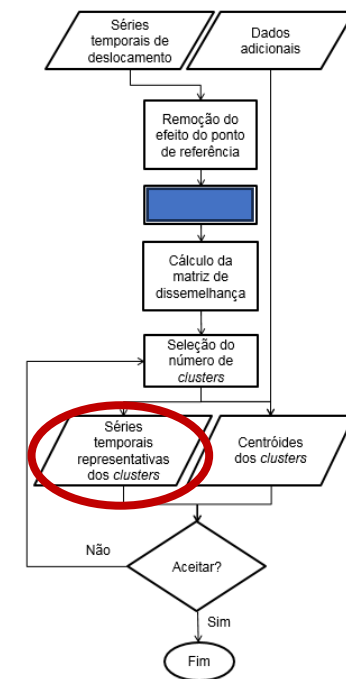 Séries
temporais de
deslocamento
Dados
adicionais
Remoção do
efeito do ponto
de referência
Cálculo da
matriz de
dissemelhança
Seleção do
número de
clusters
Séries
temporais
representativas
dos clusters
Centróides
dos clusters
Não
Aceitar?
Sim
Fim